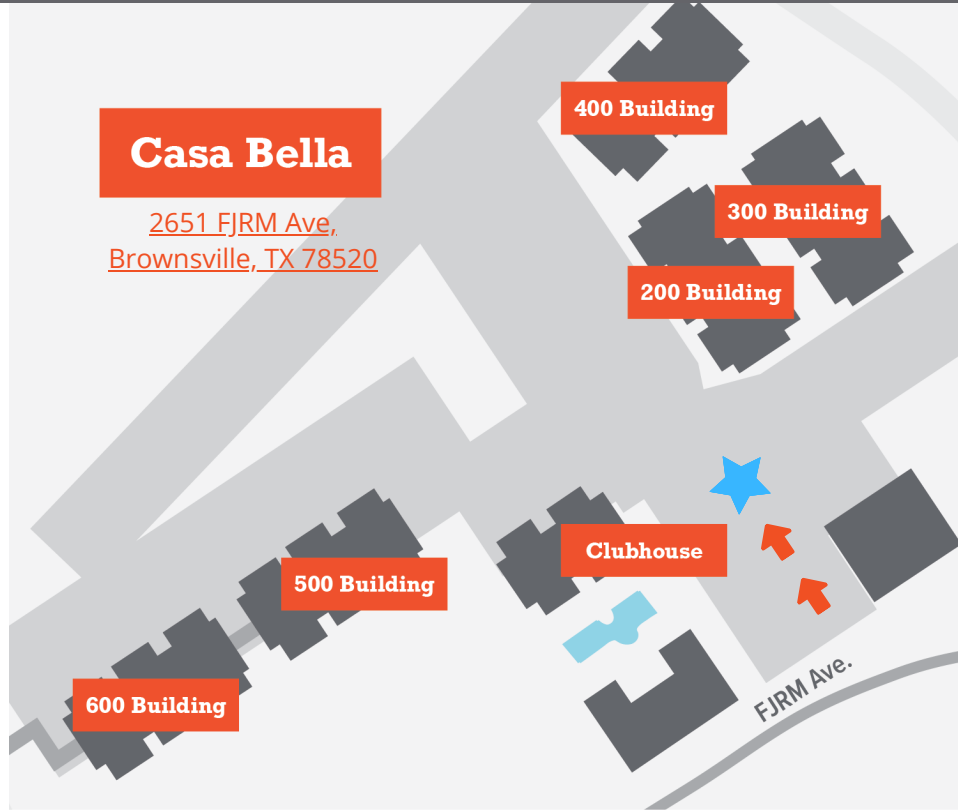 Casa Bella
2651 FJRM Ave,
Brownsville, TX 78520
400 Building
300 Building
200 Building
Clubhouse
500 Building
600 Building
FJRM Ave.